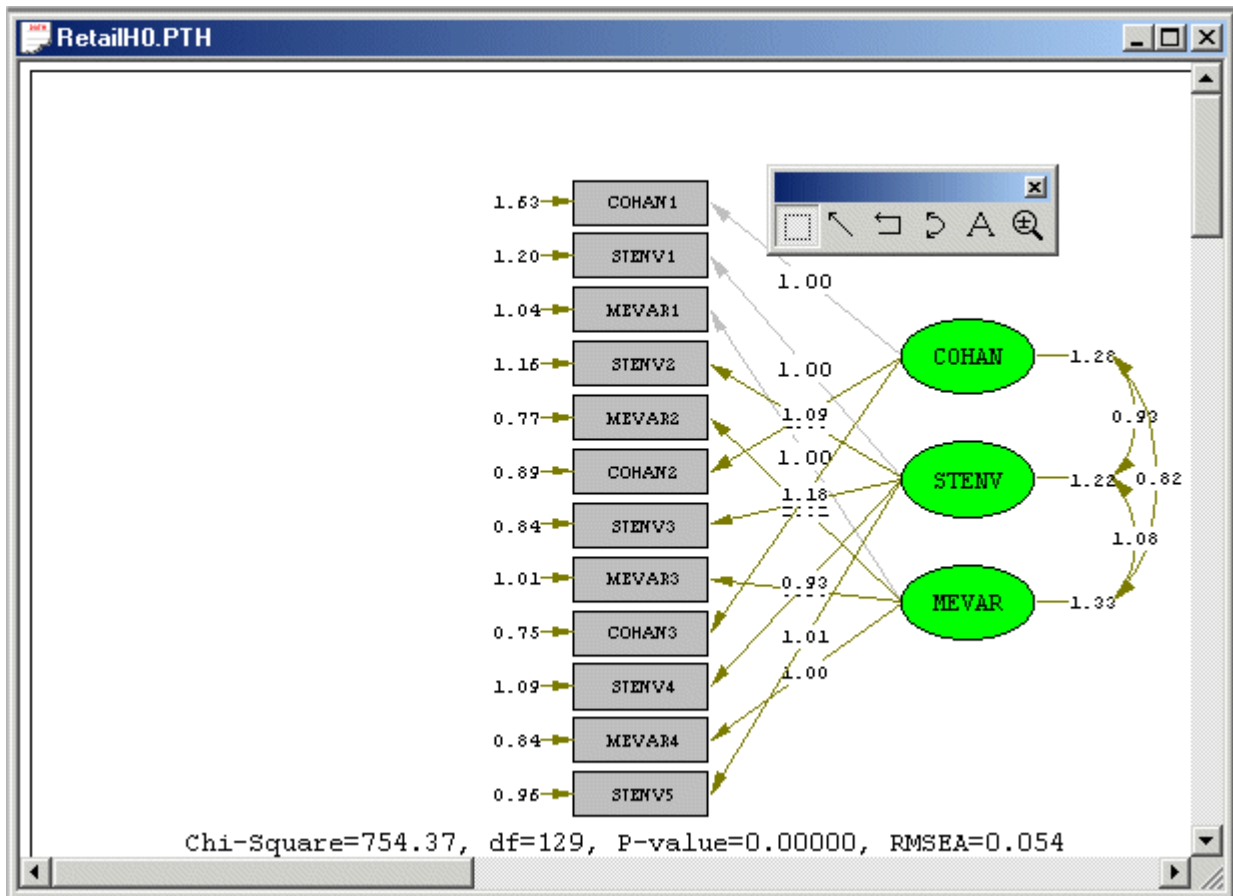 RetailH0.PTH
A
1.63 COHAN1
1.20 STENV1
1.04 MEVAR1
1.16 STENV2
0.77 MEVAR2
0.89 COHAN2
0.84 STENV3
1.01 MEVAR3
0.75 COHAN3
1.09 STENV4
0.84 MEVAR4
0.96 STENV5
1.00
1.00
1.09
1.00
1.18
0.93
1.01
1.00
COHAN 1.28
0.93
STENV 1.22 0.82
1.08
MEVAR 1.33
Chi-Square=754.37, df=129, P-value=0.00000, RMSEA=0.054